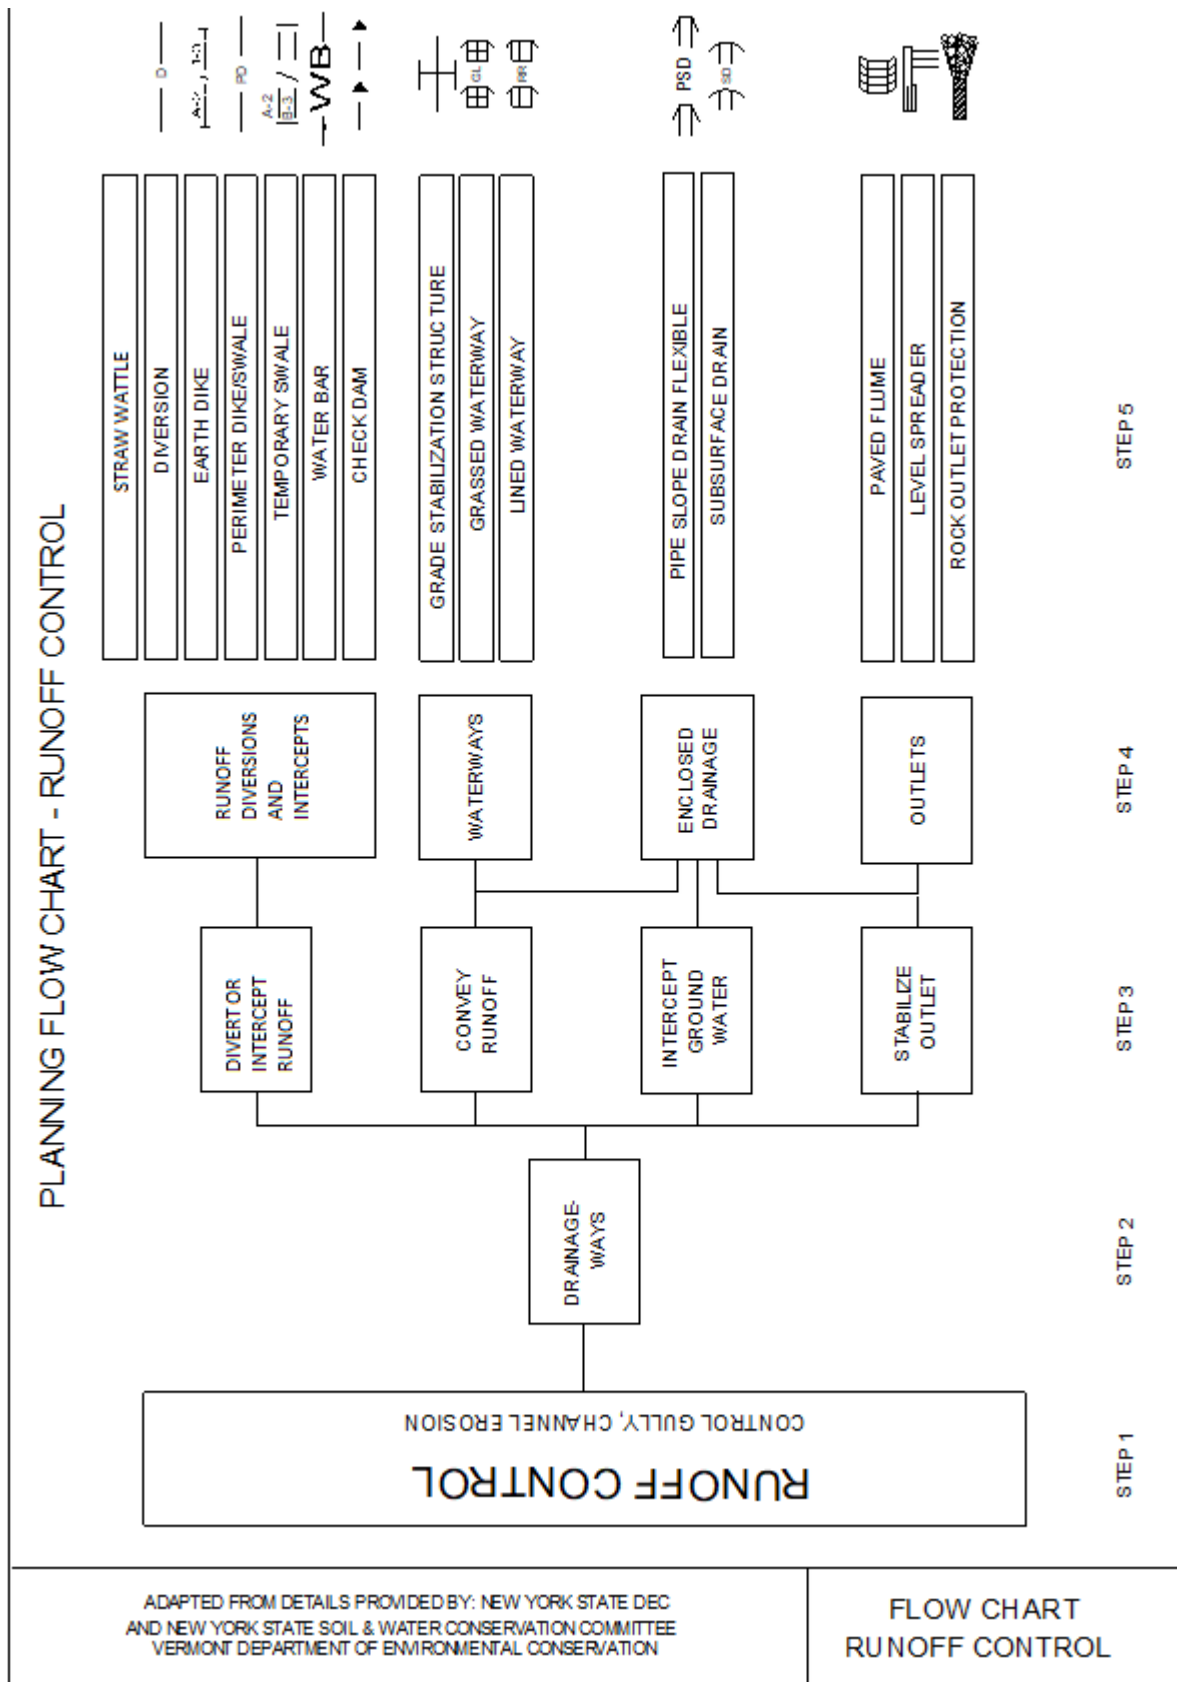 PLANNING FLOW CHART - RUNOFF CONTROL
RUNOFF CONTROL
CONTROL GULLY, CHANNEL EROSION
DRAINAGE-
WAYS
DIVERT OR
INTERCEPT
RUNOFF
CONVEY
RUNOFF
INTERCEPT
GROUND
WATER
STABILIZE
OUTLET
RUNOFF
DIVERSIONS
AND
INTERCEPTS
WATERWAYS
ENCLOSED
DRAINAGE
OUTLETS
STRAW WATTLE
DIVERSION
D
EARTH DIKE
PERIMETER DIKE/SWALE
PD
TEMPORARY SWALE
A-2
B-3
WATER BAR
WB
CHECK DAM
GRADE STABILIZATION STRUCTURE
GRASSED WATERWAY
GL
LINED WATERWAY
RR
PIPE SLOPE DRAIN FLEXIBLE
PSD
SUBSURFACE DRAIN
SD
PAVED FLUME
LEVEL SPREADER
ROCK OUTLET PROTECTION
STEP 1
STEP 2
STEP 3
STEP 4
STEP 5
ADAPTED FROM DETAILS PROVIDED BY: NEW YORK STATE DEC
AND NEW YORK STATE SOIL & WATER CONSERVATION COMMITTEE
VERMONT DEPARTMENT OF ENVIRONMENTAL CONSERVATION
FLOW CHART
RUNOFF CONTROL